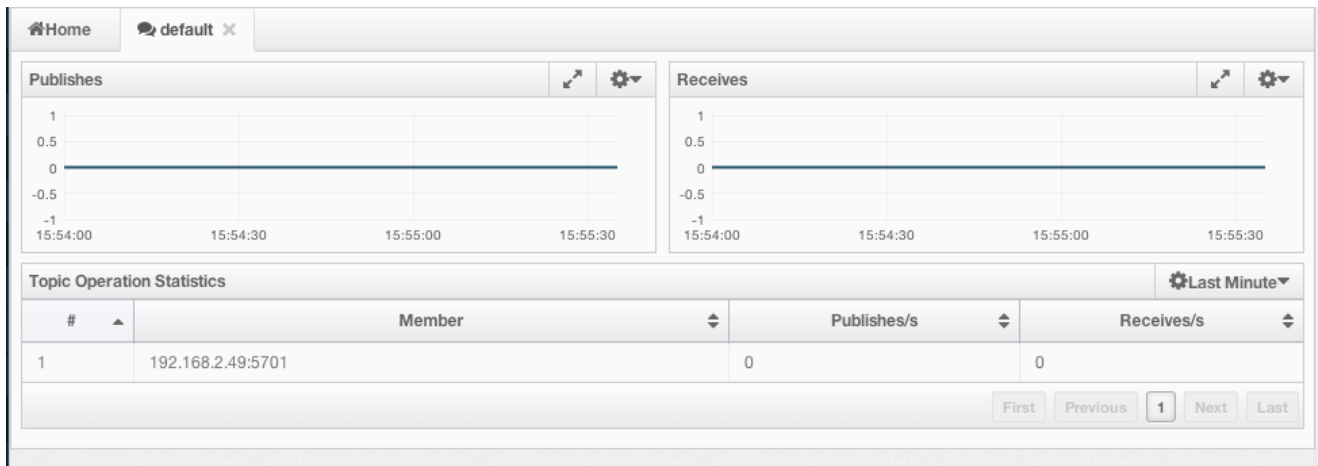 Home default
Publishes
1
0.5
0
-0.5
-1
15:54:00 15:54:30 15:55:00 15:55:30
Receives
1
0.5
0
-0.5
-1
15:54:00 15:54:30 15:55:00 15:55:30
Topic Operation Statistics Last Minute
# Member Publishes/s Receives/s
1 192.168.2.49:5701 0 0
First Previous 1 Next Last